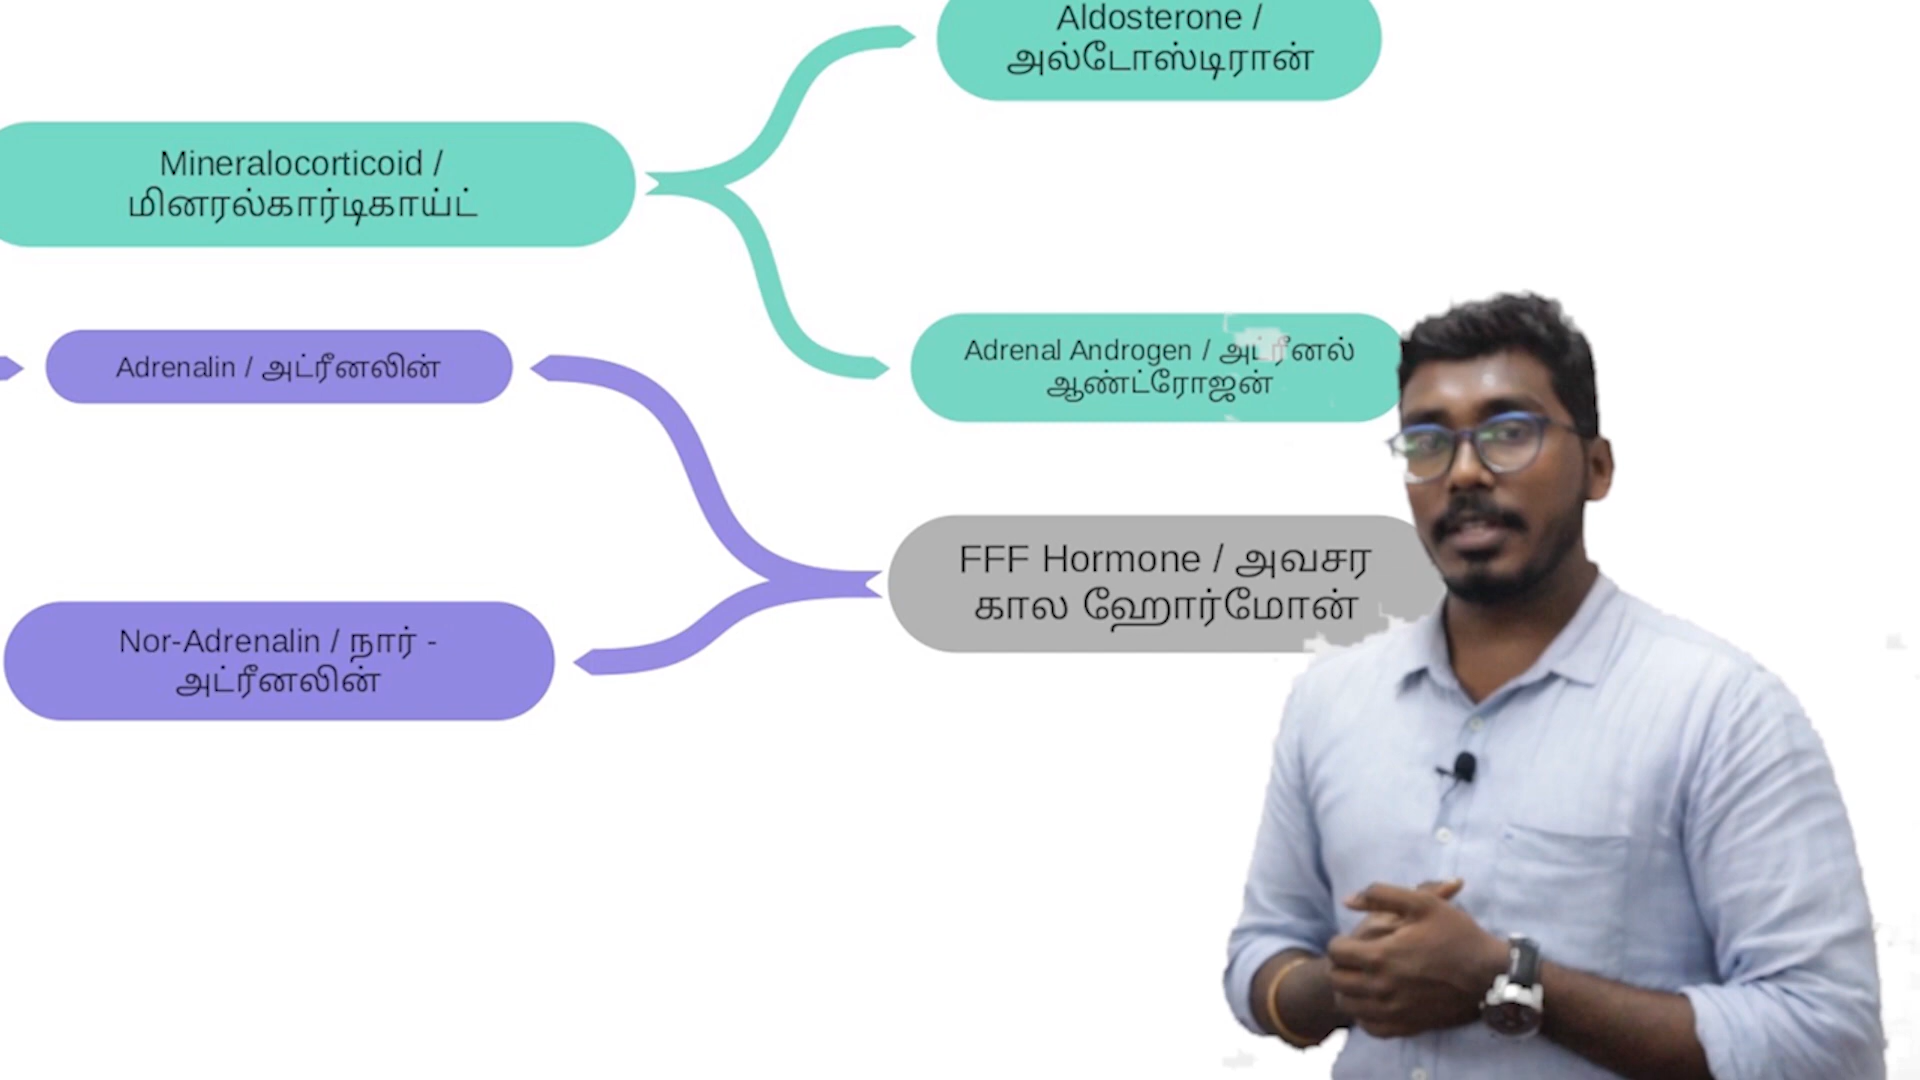 Aldosterone /
அல்டோஸ்டிரான்
Mineralocorticoid /
மினரல்கார்டிகாய்ட்
Adrenal Androgen / அட்ரீனல்
ஆண்ட்ரோஜன்
Adrenalin / அட்ரீனலின்
FFF Hormone / அவசர
கால ஹோர்மோன்
Nor-Adrenalin / நார் -
அட்ரீனலின்